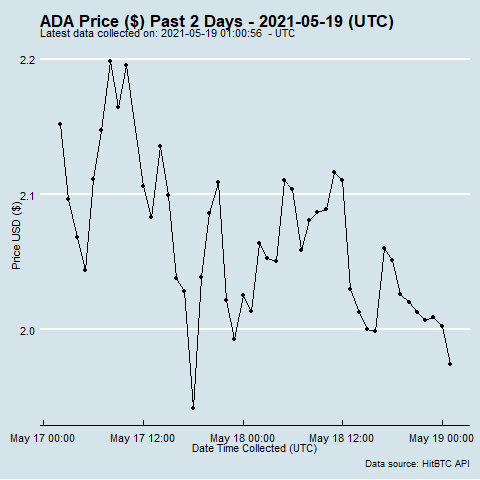 ADA Price ($) Past 2 Days - 2021-05-19 (UTC)
Latest data collected on: 2021-05-19 01:00:56  - UTC
2.2
2.1
2.0
Price USD ($)
May 17 00:00 May 17 12:00 May 18 00:00 May 18 12:00 May 19 00:00
Date Time Collected (UTC)
Data source: HitBTC API